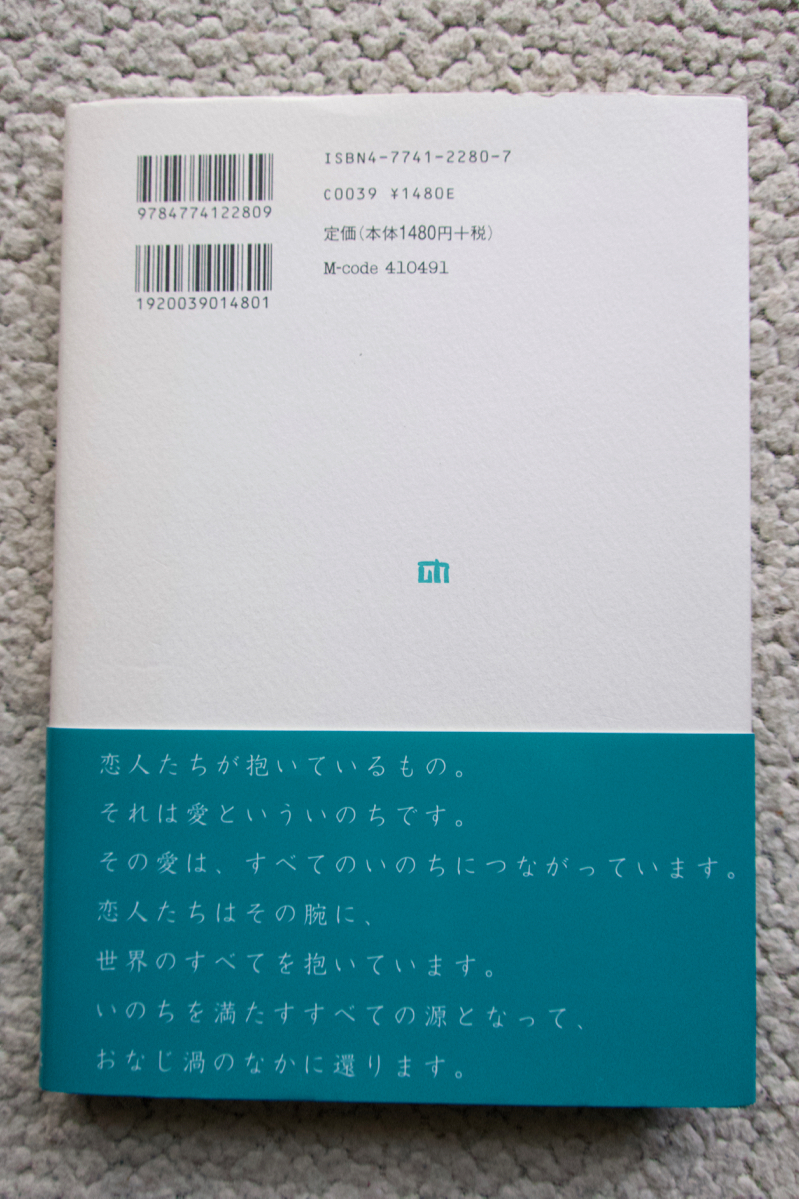 ISBN4-7741-2280-7
C0039 ¥1480E
9784774122809
定価(本体1480円+税)
M-code 410491
1920039014801
恋人たちが抱いているもの。
それは愛といういのちです。
その愛は、すべてのいのちにつながっています。
恋人たちはその腕に、
世界のすべてを抱いています。
いのちを満たすすべての源となって、
おなじ渦のなかに還ります。